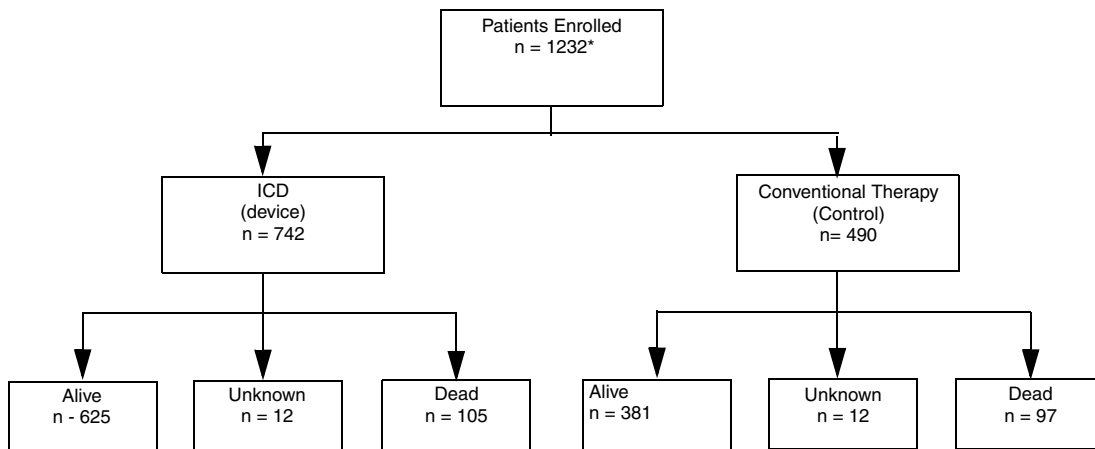 Patients Enrolled
n = 1232*
ICD
(device)
n = 742
Conventional Therapy
(Control)
n= 490
Alive
n - 625
Unknown
n = 12
Dead
n = 105
Alive
n = 381
Unknown
n = 12
Dead
n = 97